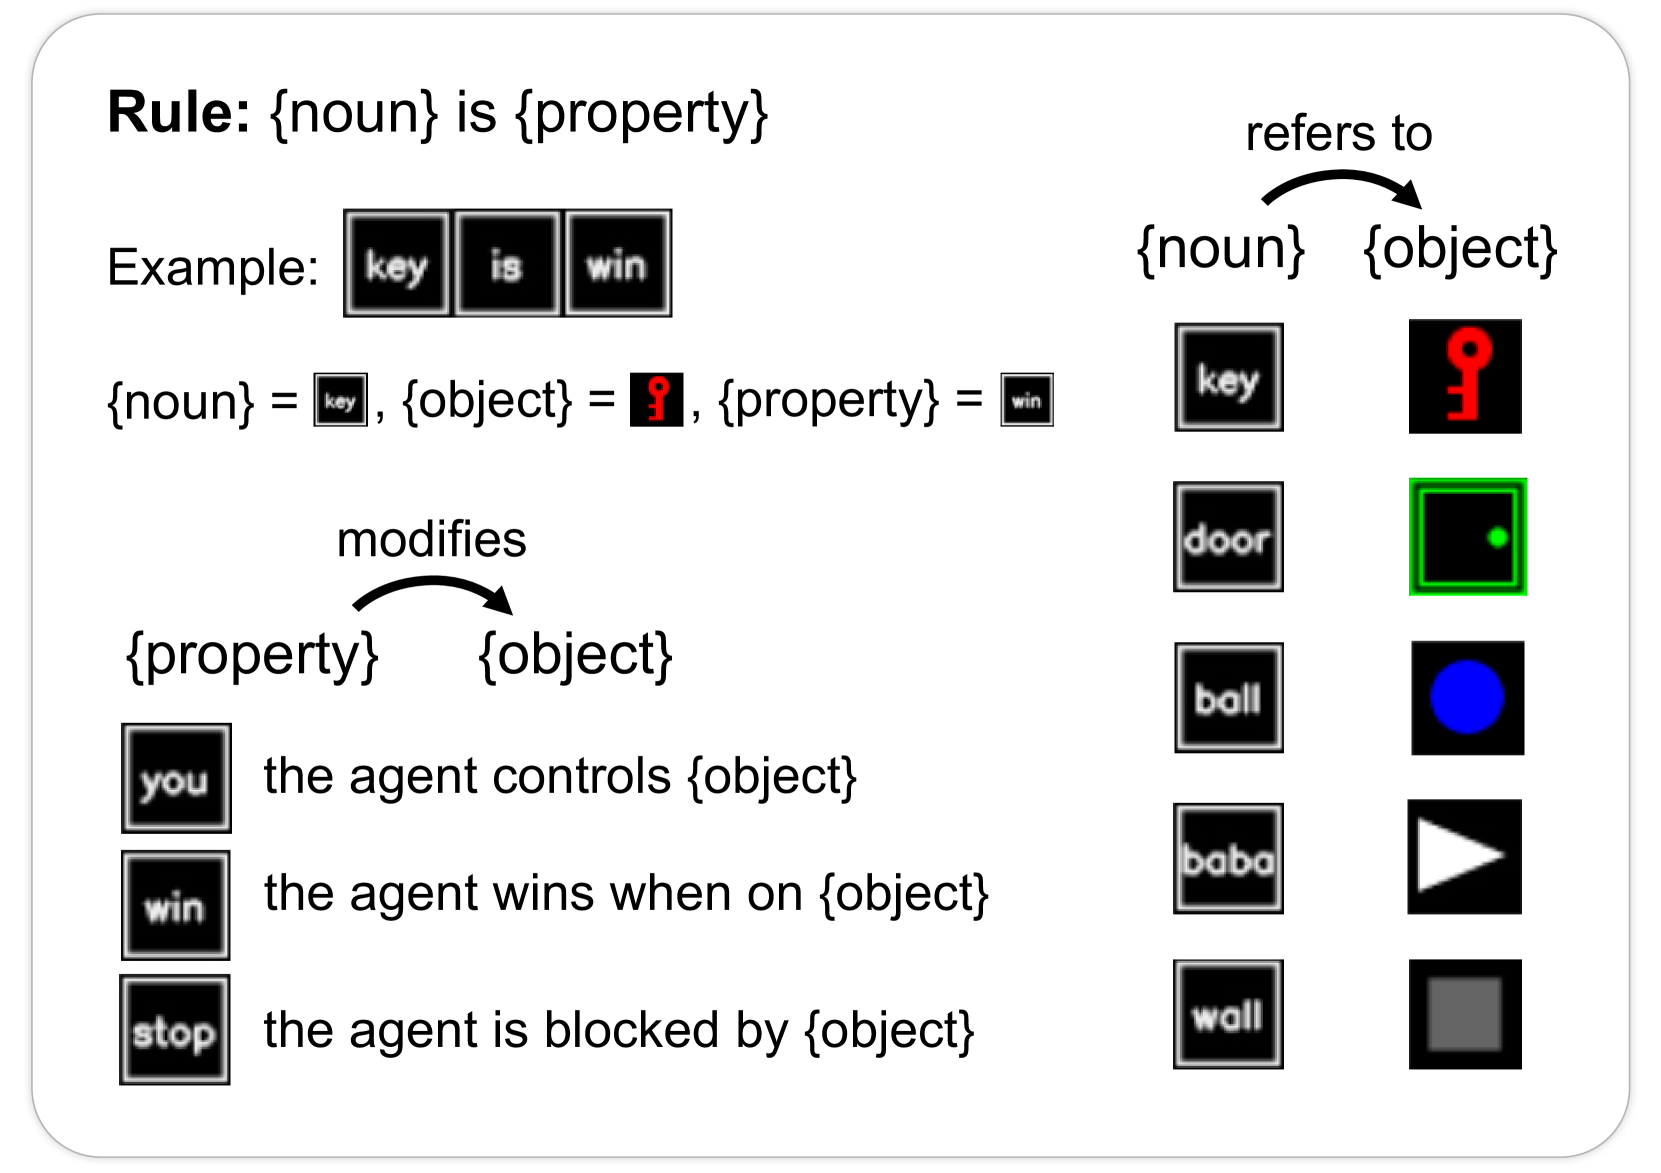 Rule: {noun} is {property}
Example: key is win
{noun} = key, {object} = , {property} = win
modifies
{property} {object}
you the agent controls {object}
win the agent wins when on {object}
stop the agent is blocked by {object}
refers to
{noun} {object}
key
door
ball
baba
wall